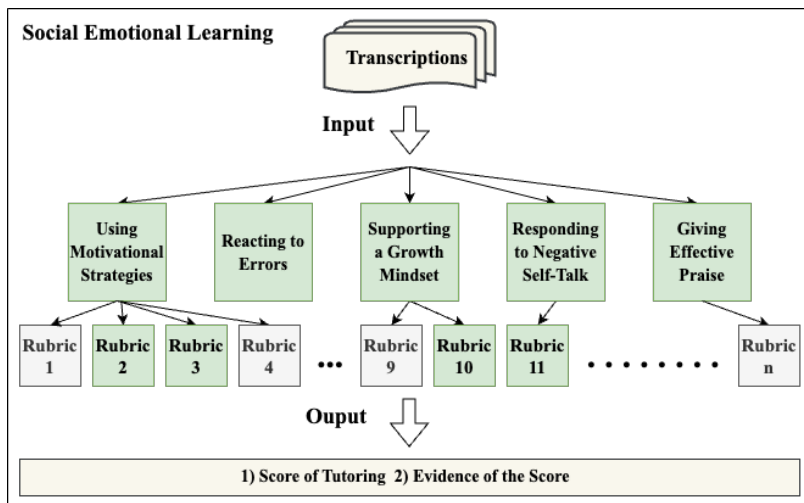 Social Emotional Learning
Transcriptions
Input
Using
Motivational
Strategies
Reacting to
Errors
Supporting
a Growth
Mindset
Responding
to Negative
Self-Talk
Giving
Effective
Praise
Rubric
1
Rubric
2
Rubric
3
Rubric
4
...
Rubric
9
Rubric
10
Rubric
11
. . . . . . . .
Rubric
n
Ouput
1) Score of Tutoring 2) Evidence of the Score